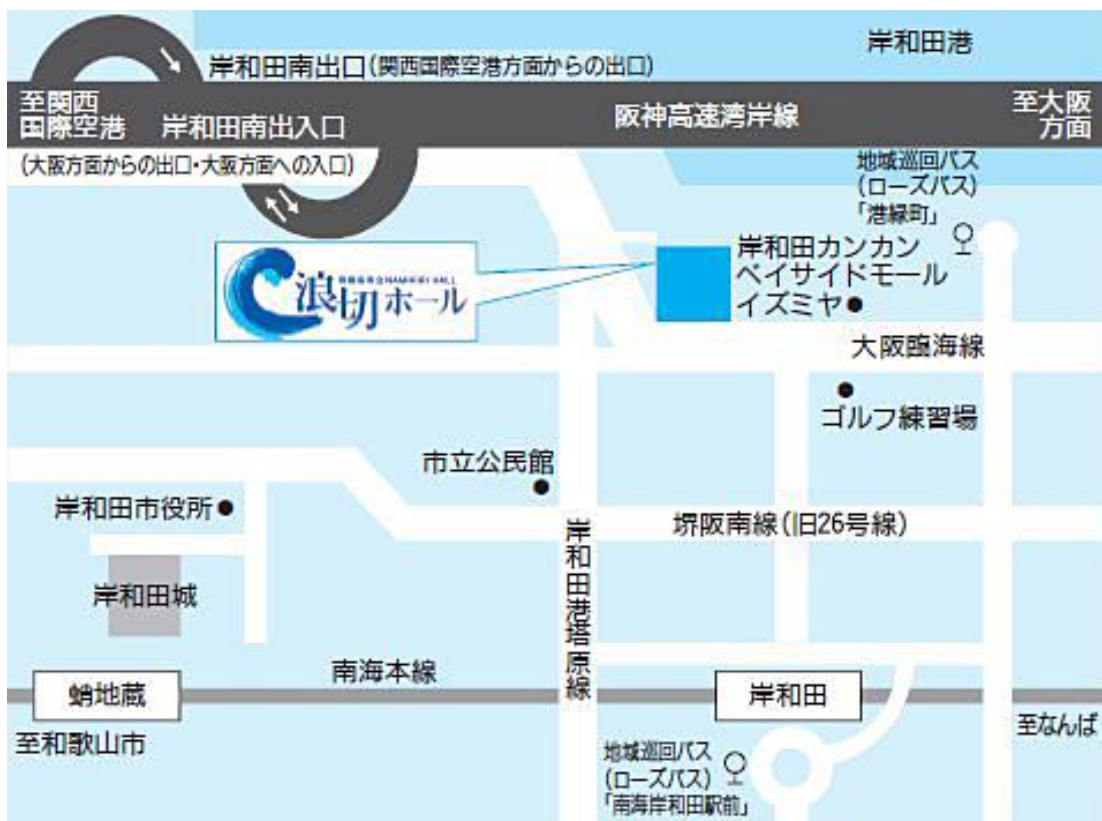 岸和田港
岸和田南出口(関西国際空港方面からの出口)
至関西
国際空港
岸和田南出入口
阪神高速湾岸線
至大阪
方面
(大阪方面からの出口・大阪方面への入口)
地域巡回バス
(ローズバス)
「港緑町」
浪切ホール
岸和田カンカン
ベイサイドモール
イズミヤ
大阪臨海線
ゴルフ練習場
市立公民館
岸和田市役所
堺阪南線(旧26号線)
岸和田城
岸和田港塔原線
南海本線
蛸地蔵
岸和田
至和歌山市
至なんば
地域巡回バス
(ローズバス)
「南海岸和田駅前」